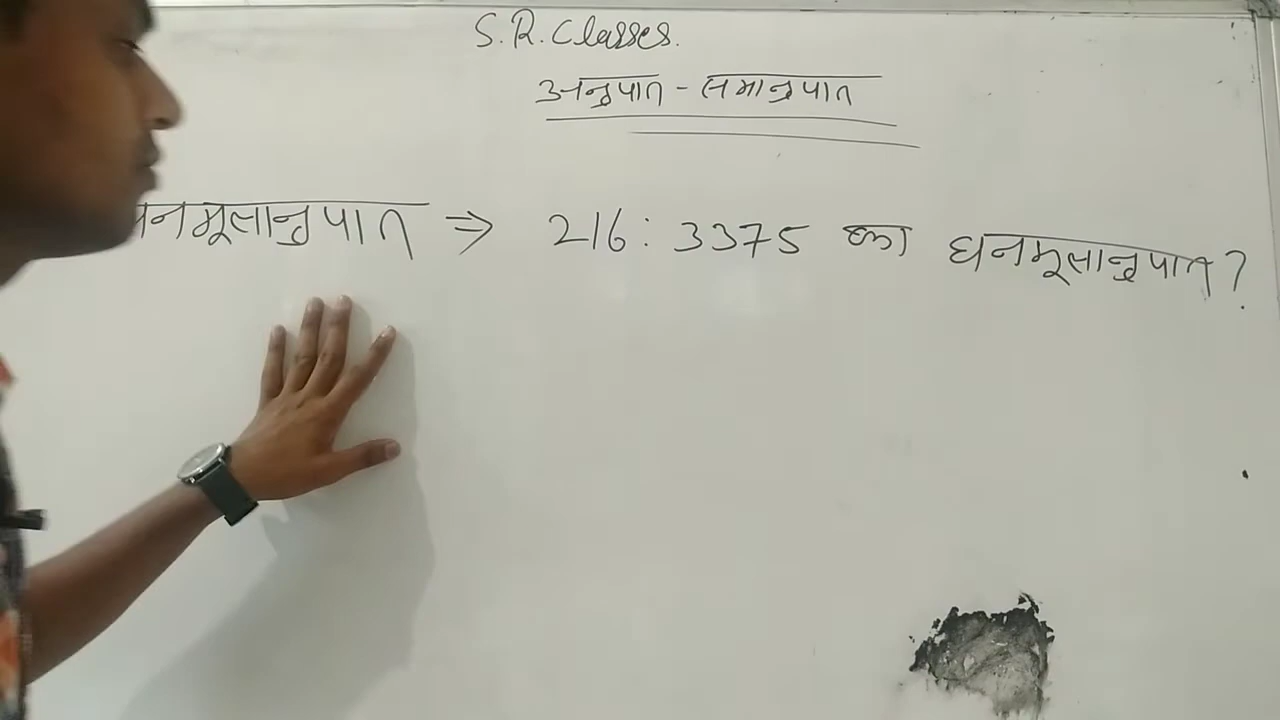 S.R. Classes.
अनुपात - समानुपात
घनमूलानुपात ⇒ 216 : 3375 का घनमूलानुपात ?